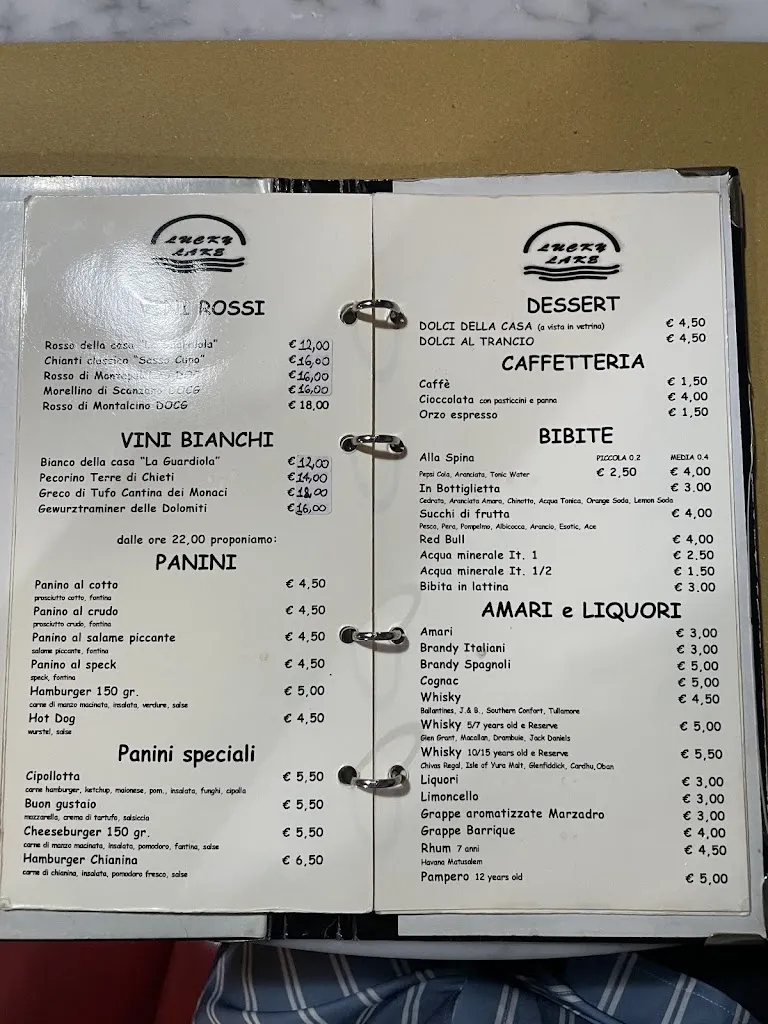 LUCKY
LAKE
ROSSI
Rosso della casa "La Guardiola" € 12,00
Chianti classico "Sasso Cupo" € 16,00
Rosso di € 16,00
Morellino di Scanzano DOCG € 16,00
Rosso di Montalcino DOCG € 18,00
VINI BIANCHI
Bianco della casa "La Guardiola" € 12,00
Pecorino Terre di Chieti € 14,00
Greco di Tufo Cantina dei Monaci € 18,00
Gewurztraminer delle Dolomiti € 16,00
dalle ore 22,00 proponiamo:
PANINI
Panino al cotto € 4,50
prosciutto cotto, fontina
Panino al crudo € 4,50
prosciutto crudo, fontina
Panino al salame piccante € 4,50
salame piccante, fontina
Panino al speck € 4,50
speck, fontina
Hamburger 150 gr. € 5,00
carne di manzo macinata, insalata, verdure, salse
Hot Dog € 4,50
wurstel, salse
Panini speciali
Cipollotta € 5,50
carne hamburger, ketchup, maionese, pom., insalata, funghi, cipolla
Buon gustaio € 5,50
mozzarella, crema di tartufo, salsiccia
Cheeseburger 150 gr. € 5,50
carne di manzo macinata, insalata, pomodoro, fontina, salse
Hamburger Chianina € 6,50
carne di chianina, insalata, pomodoro fresco, salse
LUCKY
LAKE
DESSERT
DOLCI DELLA CASA (a vista in vetrina) € 4,50
DOLCI AL TRANCIO € 4,50
CAFFETTERIA
Caffè € 1,50
Cioccolata con pasticcini e panna € 4,00
Orzo espresso € 1,50
BIBITE
Alla Spina PICCOLA 0.2 MEDIA 0.4
Pepsi Cola, Aranciata, Tonic Water € 2,50 € 4,00
In Bottiglietta € 3.00
Cedrata, Aranciata Amara, Chinotto, Acqua Tonica, Orange Soda, Lemon Soda
Succhi di frutta € 4,00
Pesca, Pera, Pompelmo, Albicocca, Arancio, Esotic, Ace
Red Bull € 4,00
Acqua minerale It. 1 € 2.50
Acqua minerale It. 1/2 € 1.50
Bibita in lattina € 3.00
AMARI e LIQUORI
Amari € 3,00
Brandy Italiani € 3,00
Brandy Spagnoli € 5,00
Cognac € 5,00
Whisky € 4,50
Ballantines, J.& B., Southern Confort, Tullamore
Whisky 5/7 years old e Reserve € 5,00
Glen Grant, Macallan, Drambuie, Jack Daniels
Whisky 10/15 years old e Reserve € 5,50
Chivas Regal, Isle of Yura Malt, Glenfiddick, Cardhu,Oban
Liquori € 3,00
Limoncello € 3,00
Grappe aromatizzate Marzadro € 3,00
Grappe Barrique € 4,00
Rhum 7 anni € 4,50
Havana Matusalem
Pampero 12 years old € 5,00